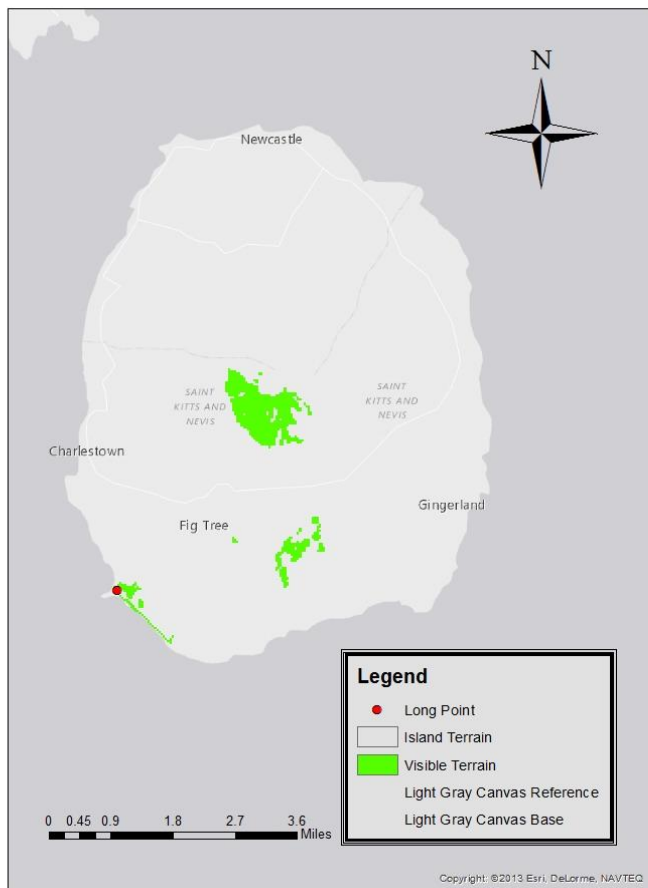 N
Newcastle
SAINT
KITTS AND
NEVIS
SAINT
KITTS AND
NEVIS
Charlestown
Gingerland
Fig Tree
Legend
Long Point
Island Terrain
Visible Terrain
Light Gray Canvas Reference
Light Gray Canvas Base
0 0.45 0.9 1.8 2.7 3.6
Miles
Copyright: ©2013 Esri, DeLorme, NAVTEQ